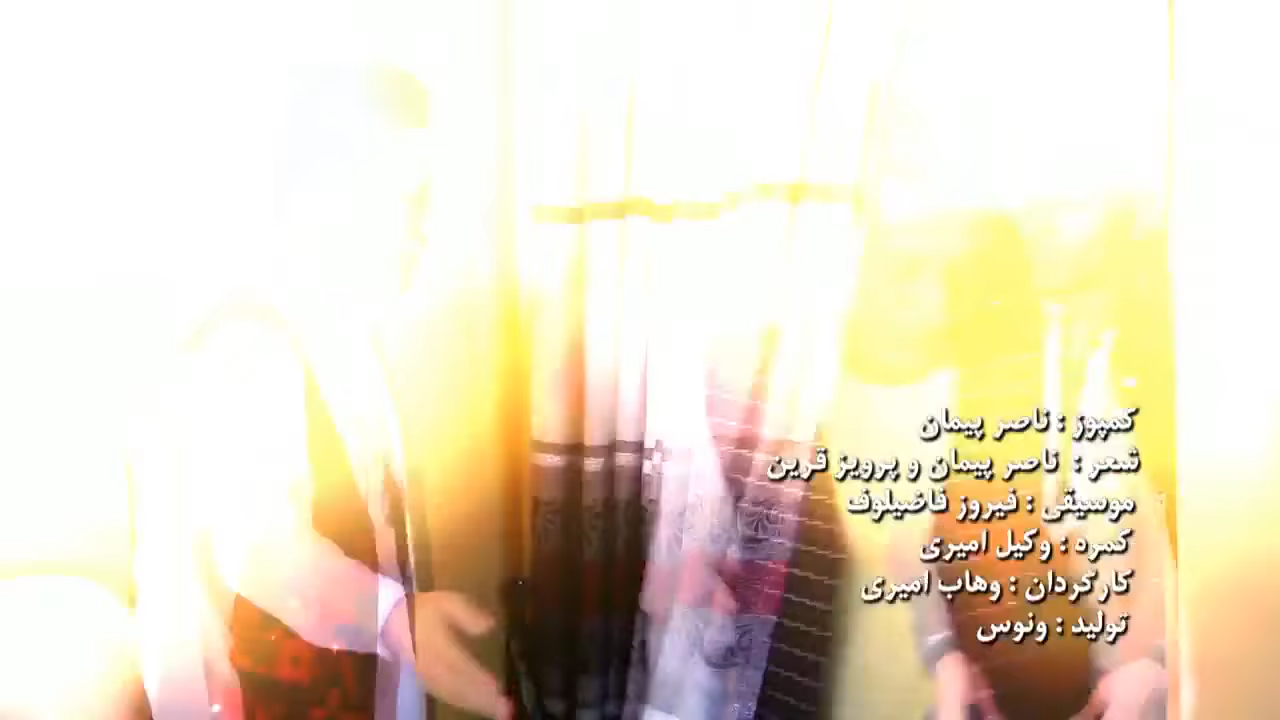 کمپوز : ناصر پیمان
شعر : ناصر پیمان و پرویز قرین
موسیقی : فیروز فاضیلوف
کمره : وکیل امیری
کارگردان : وهاب امیری
تولید : ونوس